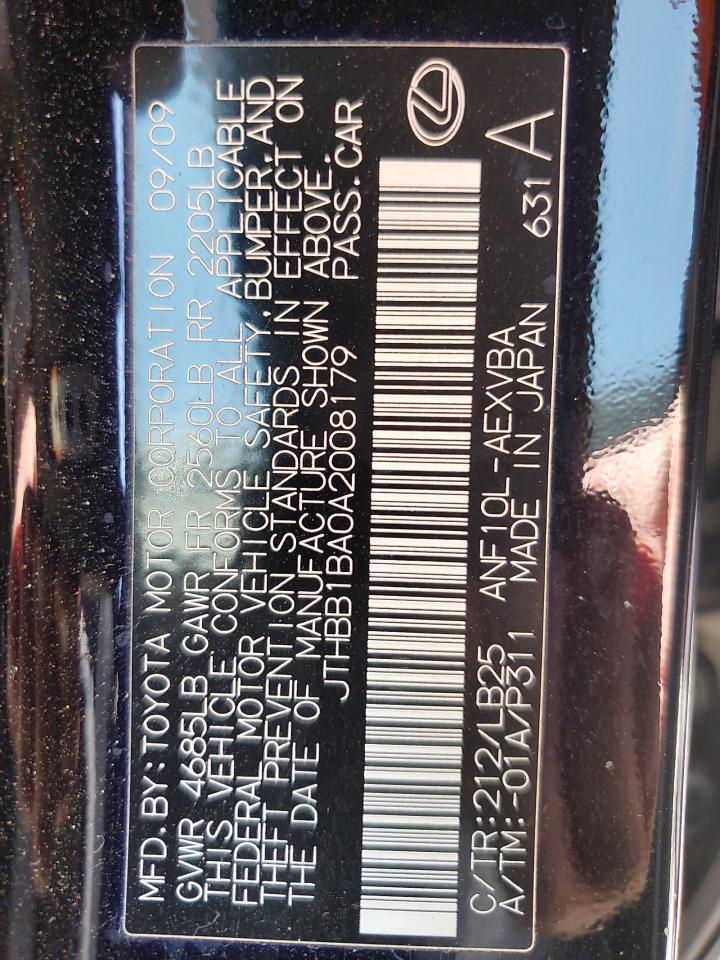 MFD.BY:TOYOTA MOTOR CORPORATION 09/09
GVWR 4685LB GAWR FR 2560LB RR 2205LB
THIS VEHICLE CONFORMS TO ALL APPLICABLE
FEDERAL MOTOR VEHICLE SAFETY,BUMPER,AND
THEFT PREVENTION STANDARDS IN EFFECT ON
THE DATE OF MANUFACTURE SHOWN ABOVE.
JTHBB1BA0A2008179 PASS.CAR
C/TR:212/LB25 ANF10L-AEXVBA
A/TM:-01A/P311 MADE IN JAPAN 631 A